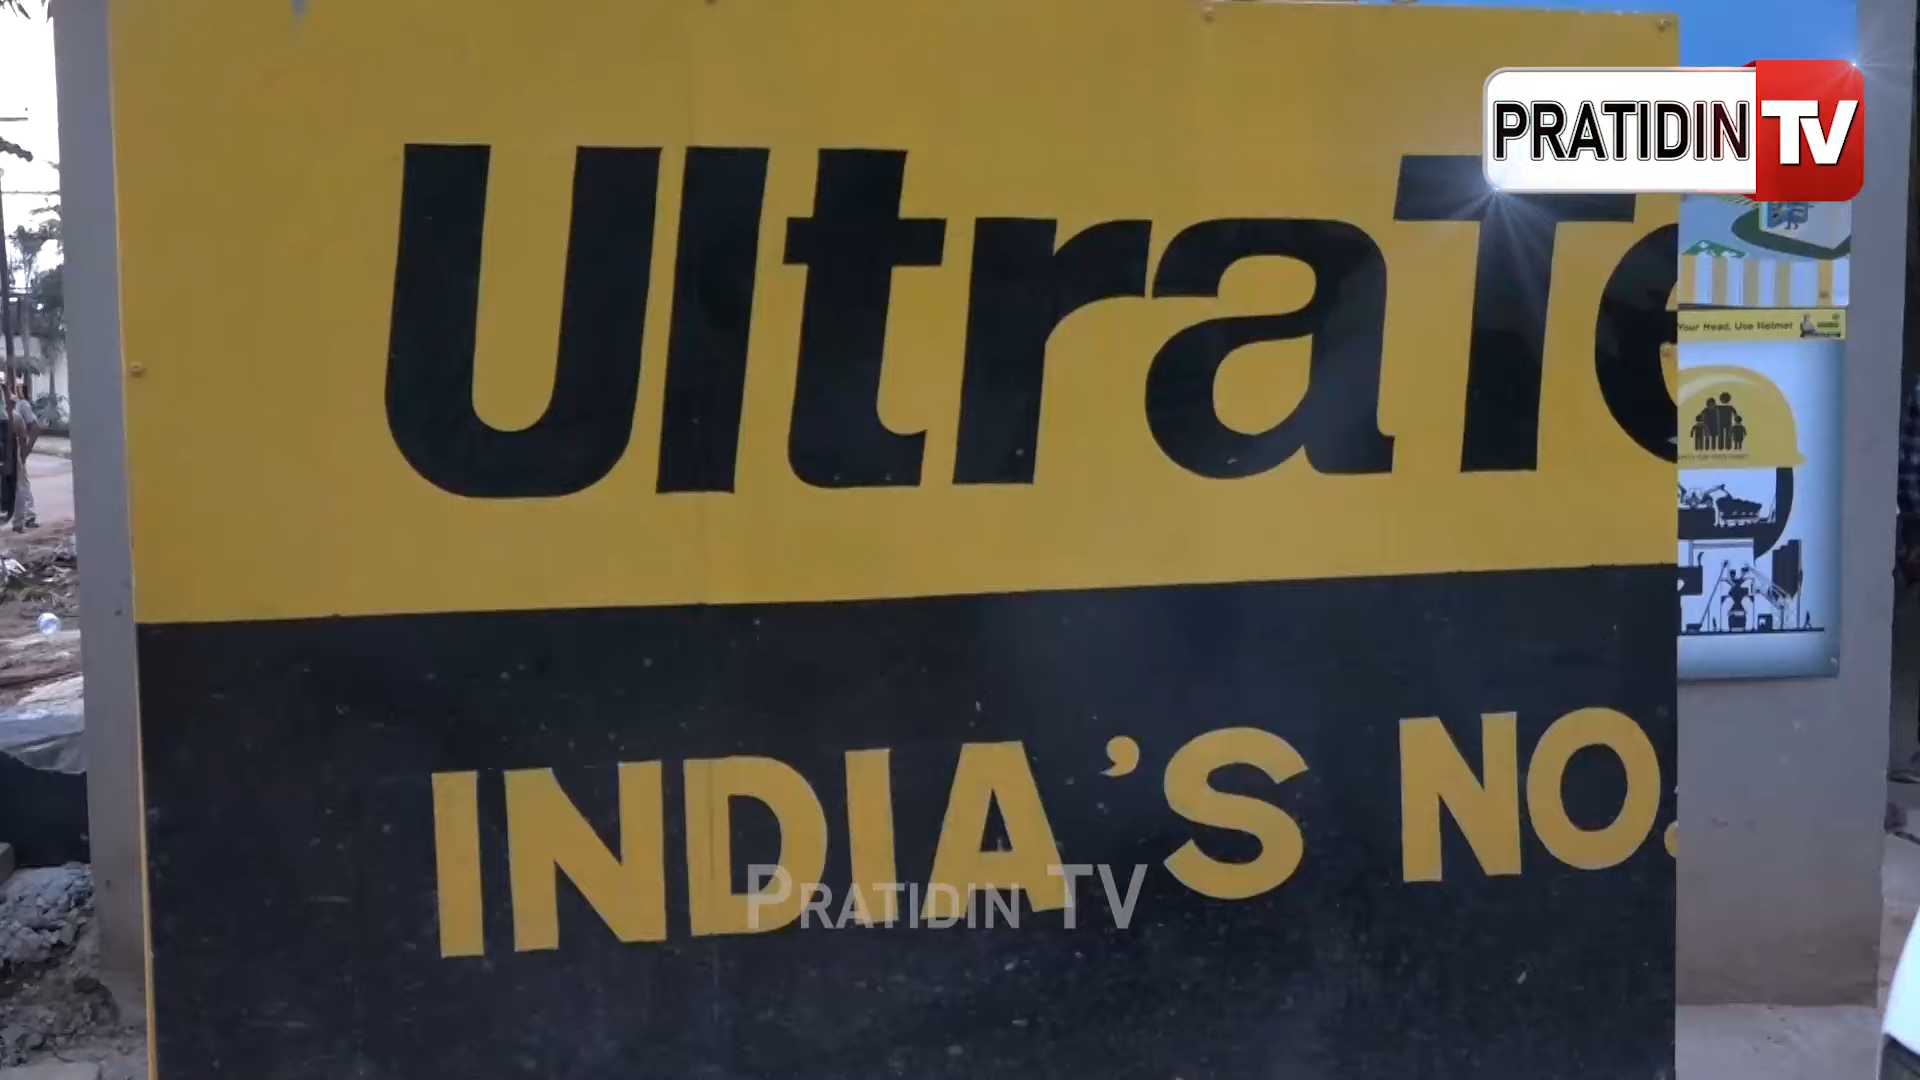 PRATIDIN TV
UltraTe
Your Head, Use Helmet
INDIA'S NO.
PRATIDIN TV